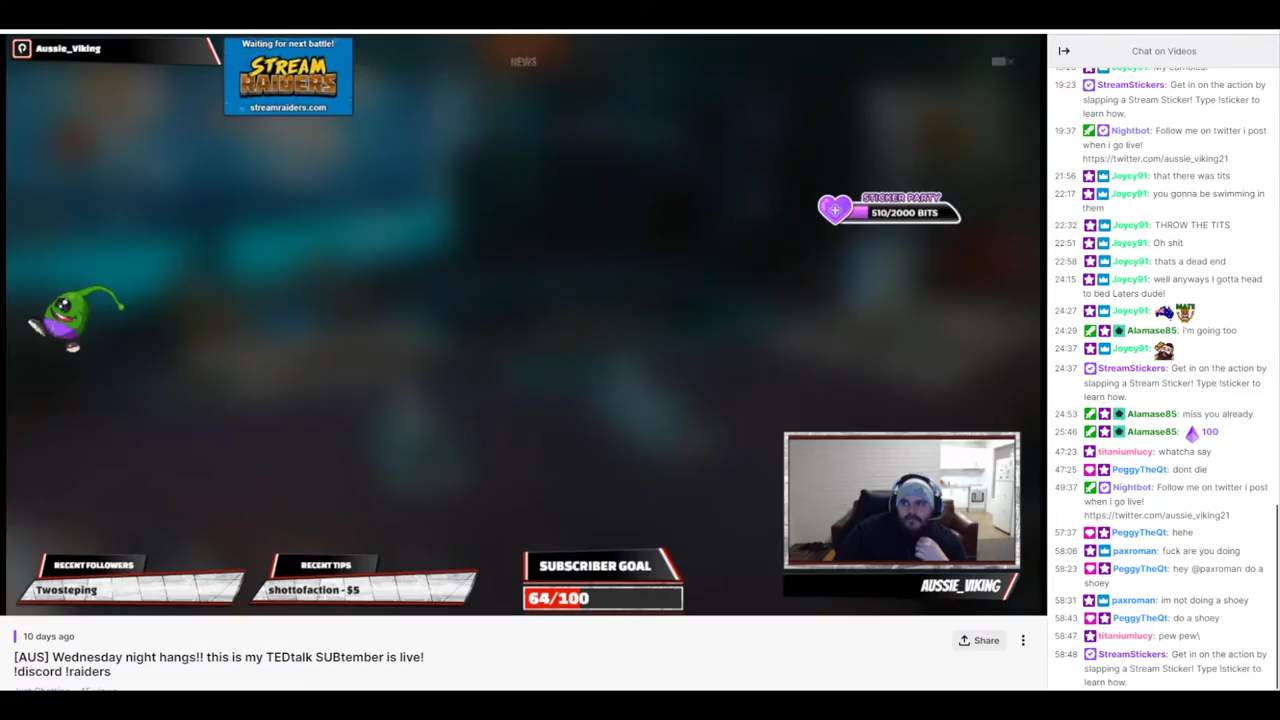 Aussie_Viking
Waiting for next battle!
STREAM
RAIDERS
streamraiders.com
NEWS
STICKER PARTY
510/2000 BITS
RECENT FOLLOWERS
Twosteping
RECENT TIPS
shottofaction - $5
SUBSCRIBER GOAL
64/100
AUSSIE_VIKING
10 days ago
Share
[AUS] Wednesday night hangs!! this is my TEDtalk SUBtember is live!
!discord !raiders
Chat on Videos
19:23 StreamStickers: Get in on the action by
slapping a Stream Sticker! Type !sticker to
learn how.
19:37 Nightbot: Follow me on twitter i post
when i go live!
https://twitter.com/aussie_viking21
21:56 Joycy91: that there was tits
22:17 Joycy91: you gonna be swimming in
them
22:32 Joycy91: THROW THE TITS
22:51 Joycy91: Oh shit
22:58 Joycy91: thats a dead end
24:15 Joycy91: well anyways I gotta head
to bed Laters dude!
24:27 Joycy91: MATE
24:29 Alamase85: i'm going too
24:37 Joycy91:
24:37 StreamStickers: Get in on the action by
slapping a Stream Sticker! Type !sticker to
learn how.
24:53 Alamase85: miss you already
25:46 Alamase85: 100
47:23 titaniumlucy: whatcha say
47:25 PeggyTheQt: dont die
49:37 Nightbot: Follow me on twitter i post
when i go live!
https://twitter.com/aussie_viking21
57:37 PeggyTheQt: hehe
58:06 paxroman: fuck are you doing
58:23 PeggyTheQt: hey @paxroman do a
shoey
58:31 paxroman: im not doing a shoey
58:43 PeggyTheQt: do a shoey
58:47 titaniumlucy: pew pew\
58:48 StreamStickers: Get in on the action by
slapping a Stream Sticker! Type !sticker to
learn how.